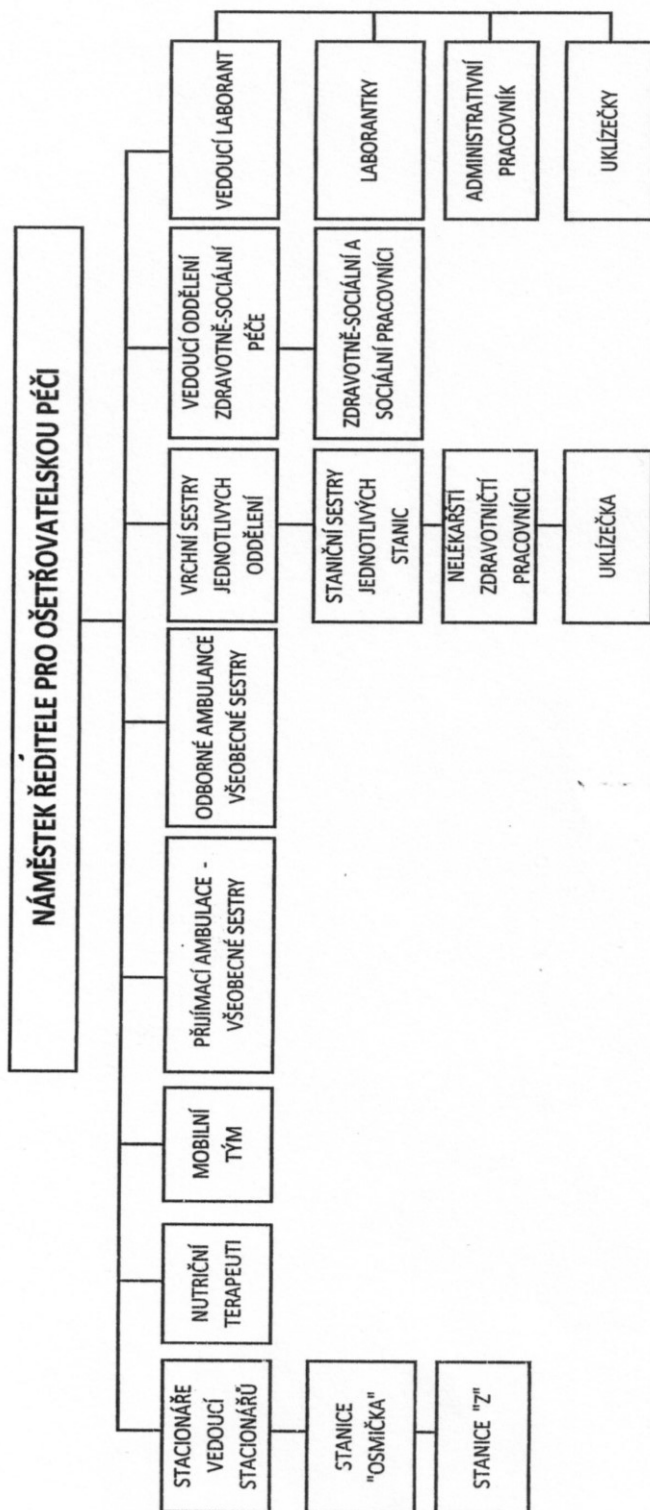 NÁMĚSTEK ŘEDITELE PRO OŠETŘOVATELSKOU PÉČI
STACIONÁŘE
VEDOUCÍ
STACIONÁŘŮ
NUTRIČNÍ
TERAPEUTI
MOBILNÍ
TÝM
PŘIJÍMACÍ AMBULACE -
VŠEOBECNÉ SESTRY
ODBORNÉ AMBULANCE
VŠEOBECNÉ SESTRY
VRCHNÍ SESTRY
JEDNOTLIVÝCH
ODDĚLENÍ
VEDOUCÍ ODDĚLENÍ
ZDRAVOTNĚ-SOCIÁLNÍ
PÉČE
VEDOUCÍ LABORANT
STANICE
"OSMIČKA"
STANIČNÍ SESTRY
JEDNOTLIVÝCH
STANIC
ZDRAVOTNĚ-SOCIÁLNÍ A
SOCIÁLNÍ PRACOVNÍCI
LABORANTKY
STANICE "Z"
NELÉKAŘŠTÍ
ZDRAVOTNIČTÍ
PRACOVNÍCI
ADMINISTRATIVNÍ
PRACOVNÍK
UKLÍZEČKA
UKLÍZEČKY